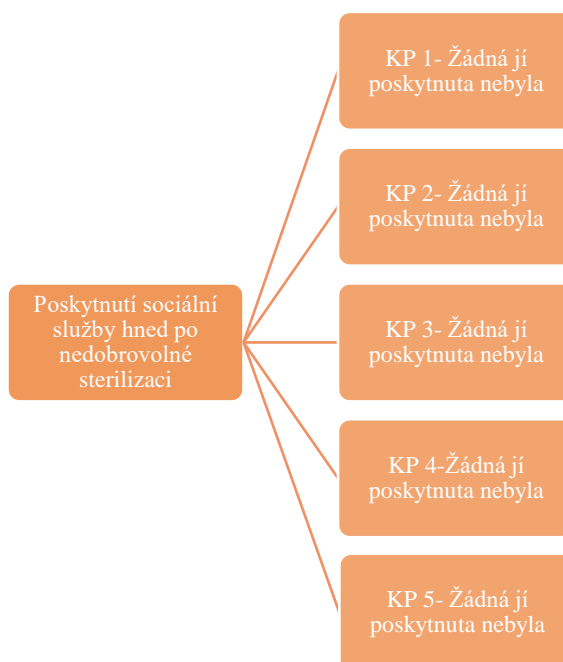 KP 1- Žádná jí
poskytnuta nebyla
KP 2- Žádná jí
poskytnuta nebyla
Poskytnutí sociální
služby hned po
nedobrovolné
sterilizaci
KP 3- Žádná jí
poskytnuta nebyla
KP 4-Žádná jí
poskytnuta nebyla
KP 5- Žádná jí
poskytnuta nebyla